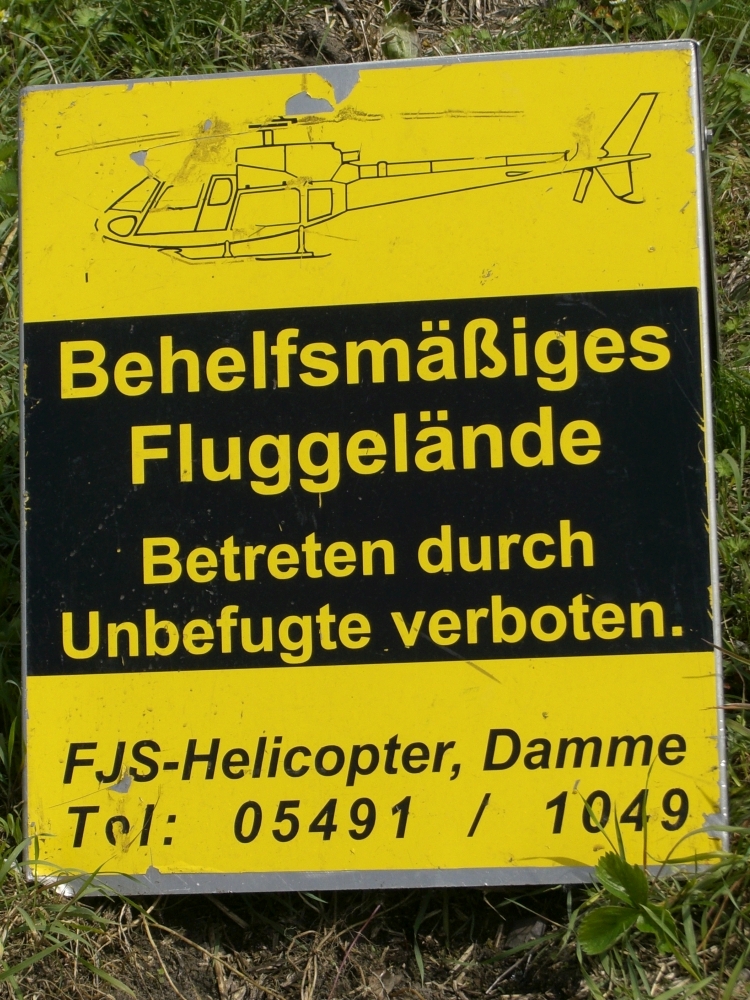 Behelfsmäßiges
Fluggelände
Betreten durch
Unbefugte verboten.
FJS-Helicopter, Damme
Tel: 05491 / 1049